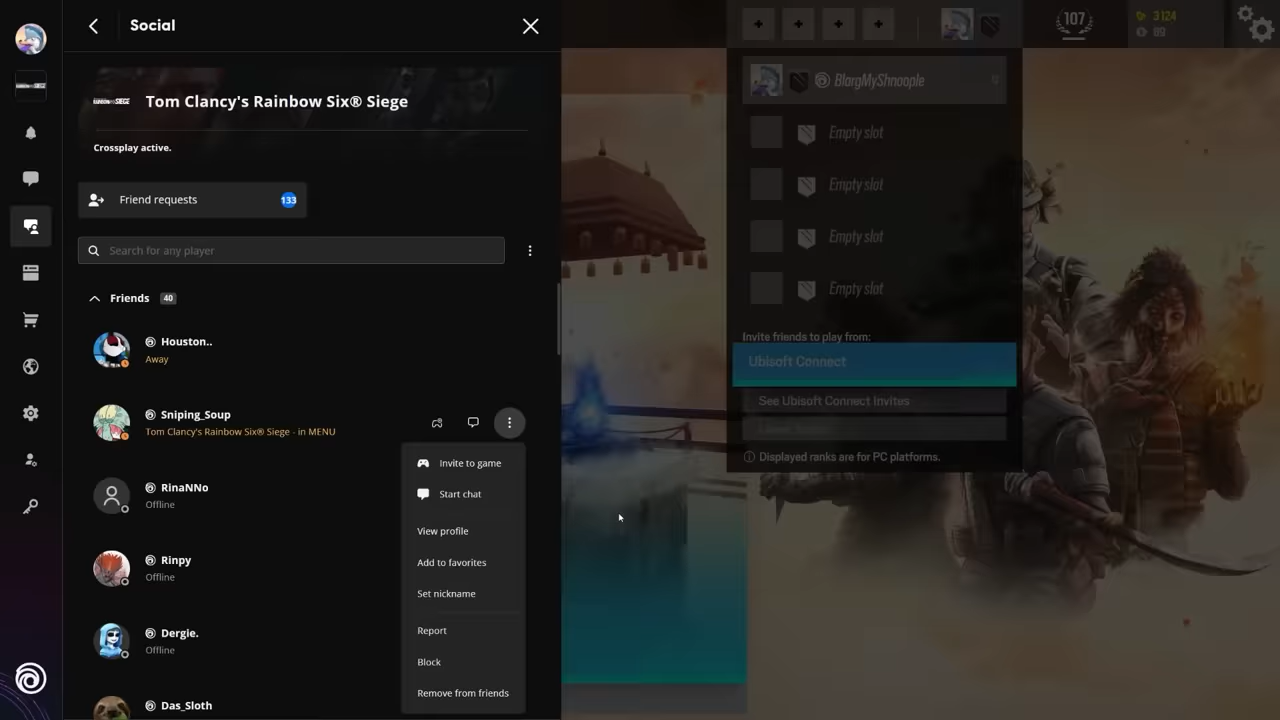 Social
Tom Clancy's Rainbow Six® Siege
Crossplay active.
Friend requests
133
Search for any player
Friends 40
Houston..
Away
Sniping_Soup
Tom Clancy's Rainbow Six® Siege - in MENU
RinaNNo
Offline
Rinpy
Offline
Dergie.
Offline
Das_Sloth
Invite to game
Start chat
View profile
Add to favorites
Set nickname
Report
Block
Remove from friends
107
3124
89
BlargMyShnoople
Empty slot
Empty slot
Empty slot
Empty slot
Invite friends to play from:
Ubisoft Connect
See Ubisoft Connect Invites
Displayed ranks are for PC platforms.